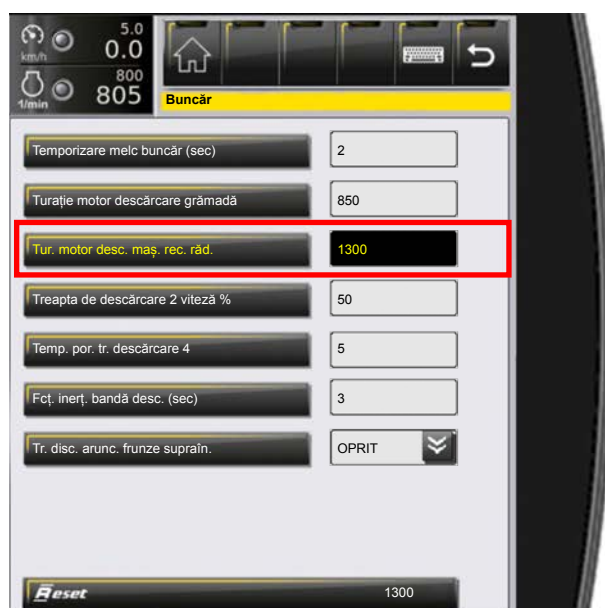 5.0
km/h 0.0
800
1/min 805
Buncăr
Temporizare melc buncăr (sec) 2
Turație motor descărcare grămadă 850
Tur. motor desc. maș. rec. răd. 1300
Treapta de descărcare 2 viteză % 50
Temp. por. tr. descărcare 4 5
Fcț. inerț. bandă desc. (sec) 3
Tr. disc. arunc. frunze supraîn. OPRIT
Reset 1300